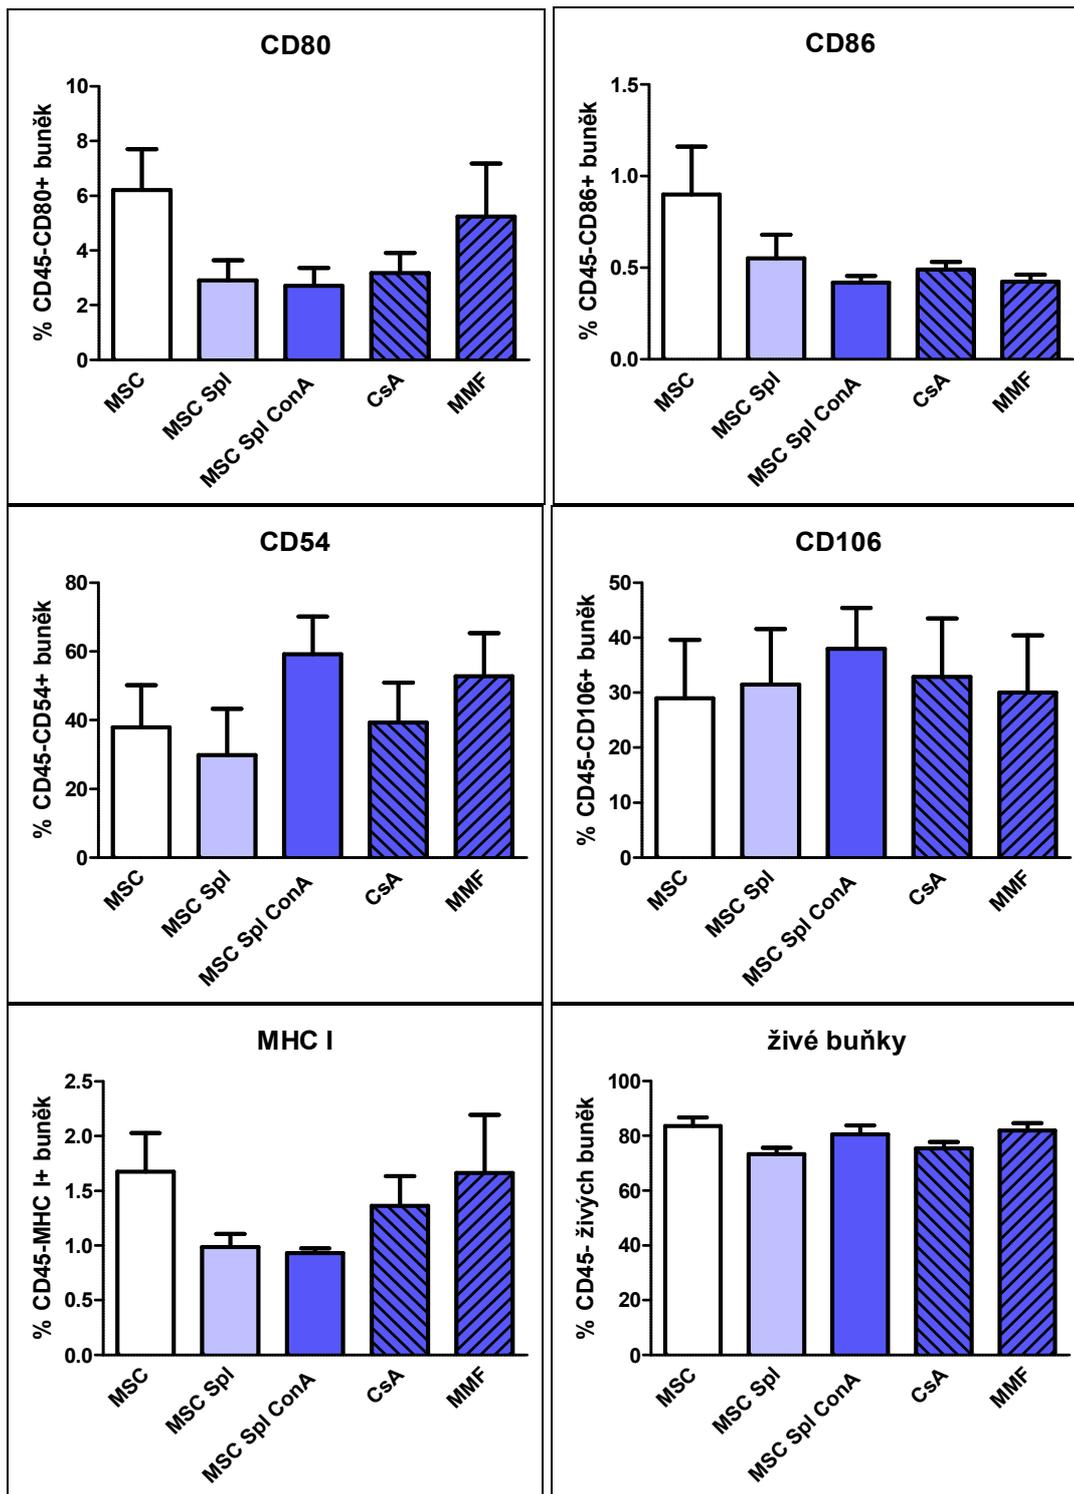 CD80
% CD45-CD80+ buněk
10
8
6
4
2
0
MSC
MSC Spl
MSC Spl ConA
CsA
MMF
CD86
% CD45-CD86+ buněk
1.5
1.0
0.5
0.0
MSC
MSC Spl
MSC Spl ConA
CsA
MMF
CD54
% CD45-CD54+ buněk
80
60
40
20
0
MSC
MSC Spl
MSC Spl ConA
CsA
MMF
CD106
% CD45-CD106+ buněk
50
40
30
20
10
0
MSC
MSC Spl
MSC Spl ConA
CsA
MMF
MHC I
% CD45-MHC I+ buněk
2.5
2.0
1.5
1.0
0.5
0.0
MSC
MSC Spl
MSC Spl ConA
CsA
MMF
živé buňky
% CD45- živých buněk
100
80
60
40
20
0
MSC
MSC Spl
MSC Spl ConA
CsA
MMF